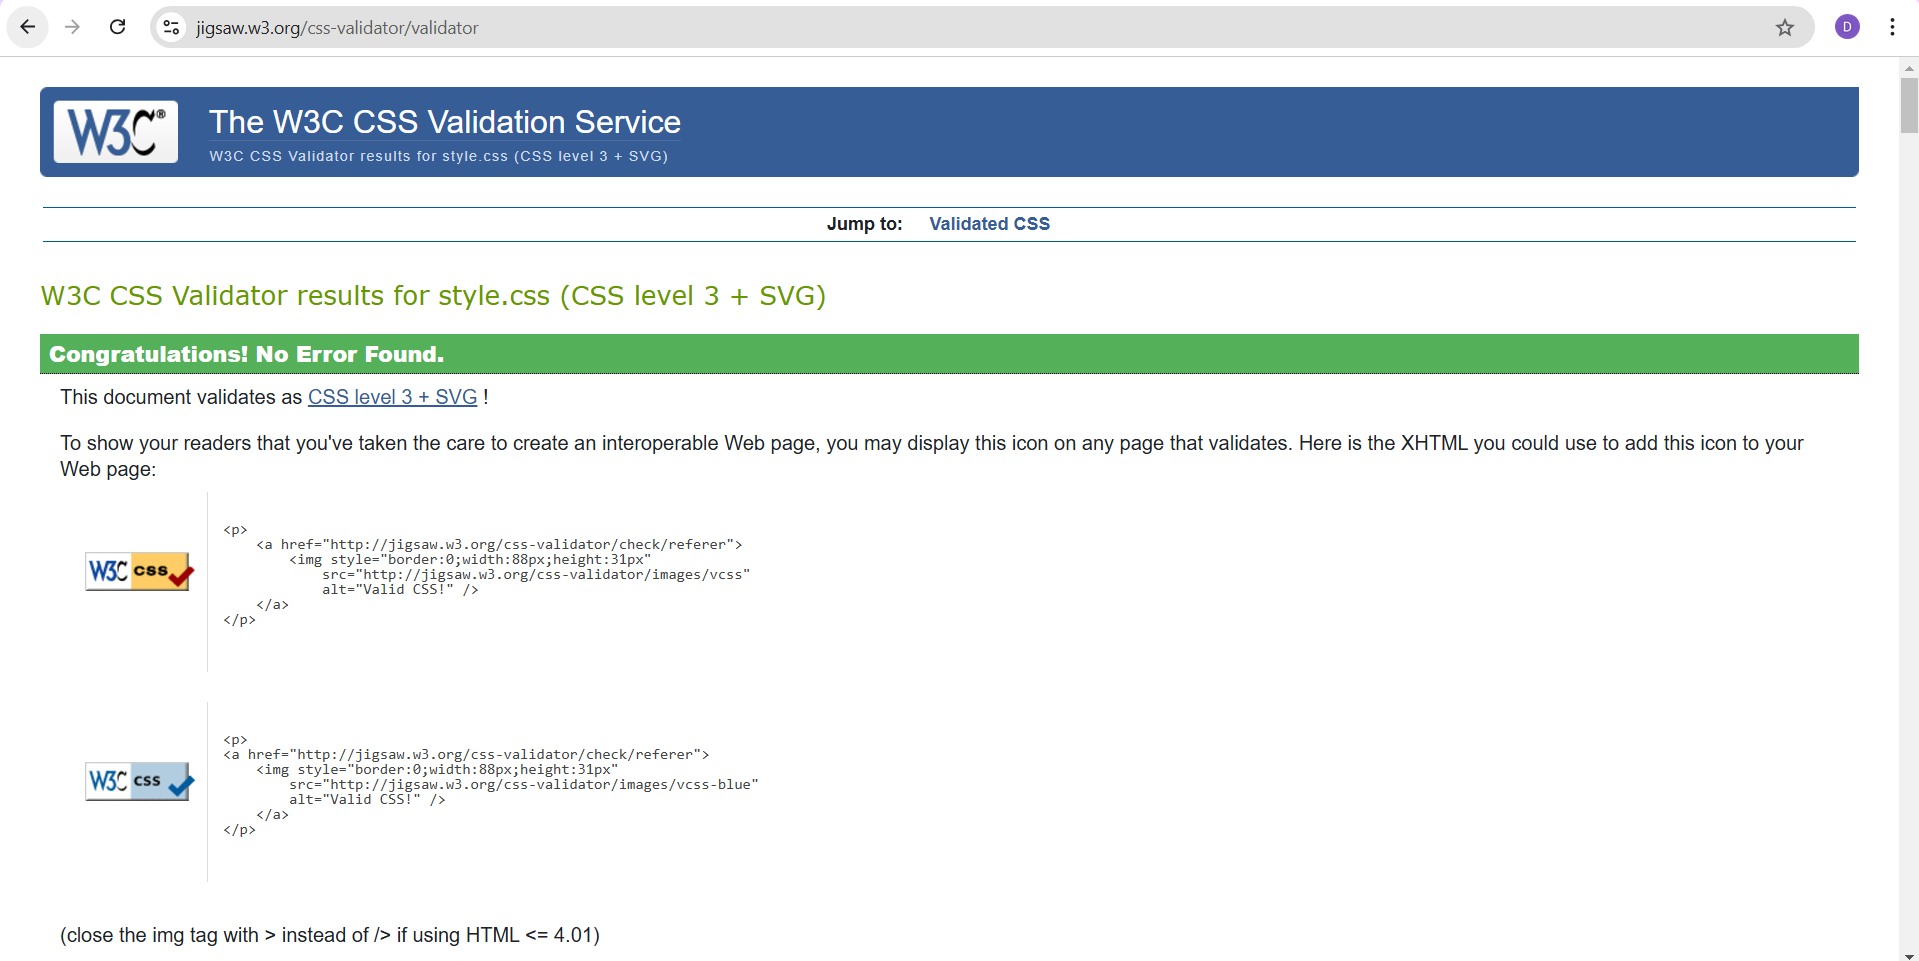 jigsaw.w3.org/css-validator/validator
D
W3C®
The W3C CSS Validation Service
W3C CSS Validator results for style.css (CSS level 3 + SVG)
Jump to: Validated CSS
W3C CSS Validator results for style.css (CSS level 3 + SVG)
Congratulations! No Error Found.
This document validates as CSS level 3 + SVG !
To show your readers that you've taken the care to create an interoperable Web page, you may display this icon on any page that validates. Here is the XHTML you could use to add this icon to your
Web page:
W3C css
<p>
    <a href="http://jigsaw.w3.org/css-validator/check/referer">
        <img style="border:0;width:88px;height:31px"
            src="http://jigsaw.w3.org/css-validator/images/vcss"
            alt="Valid CSS!" />
    </a>
</p>
W3C css
<p>
<a href="http://jigsaw.w3.org/css-validator/check/referer">
    <img style="border:0;width:88px;height:31px"
        src="http://jigsaw.w3.org/css-validator/images/vcss-blue"
        alt="Valid CSS!" />
    </a>
</p>
(close the img tag with > instead of /> if using HTML <= 4.01)